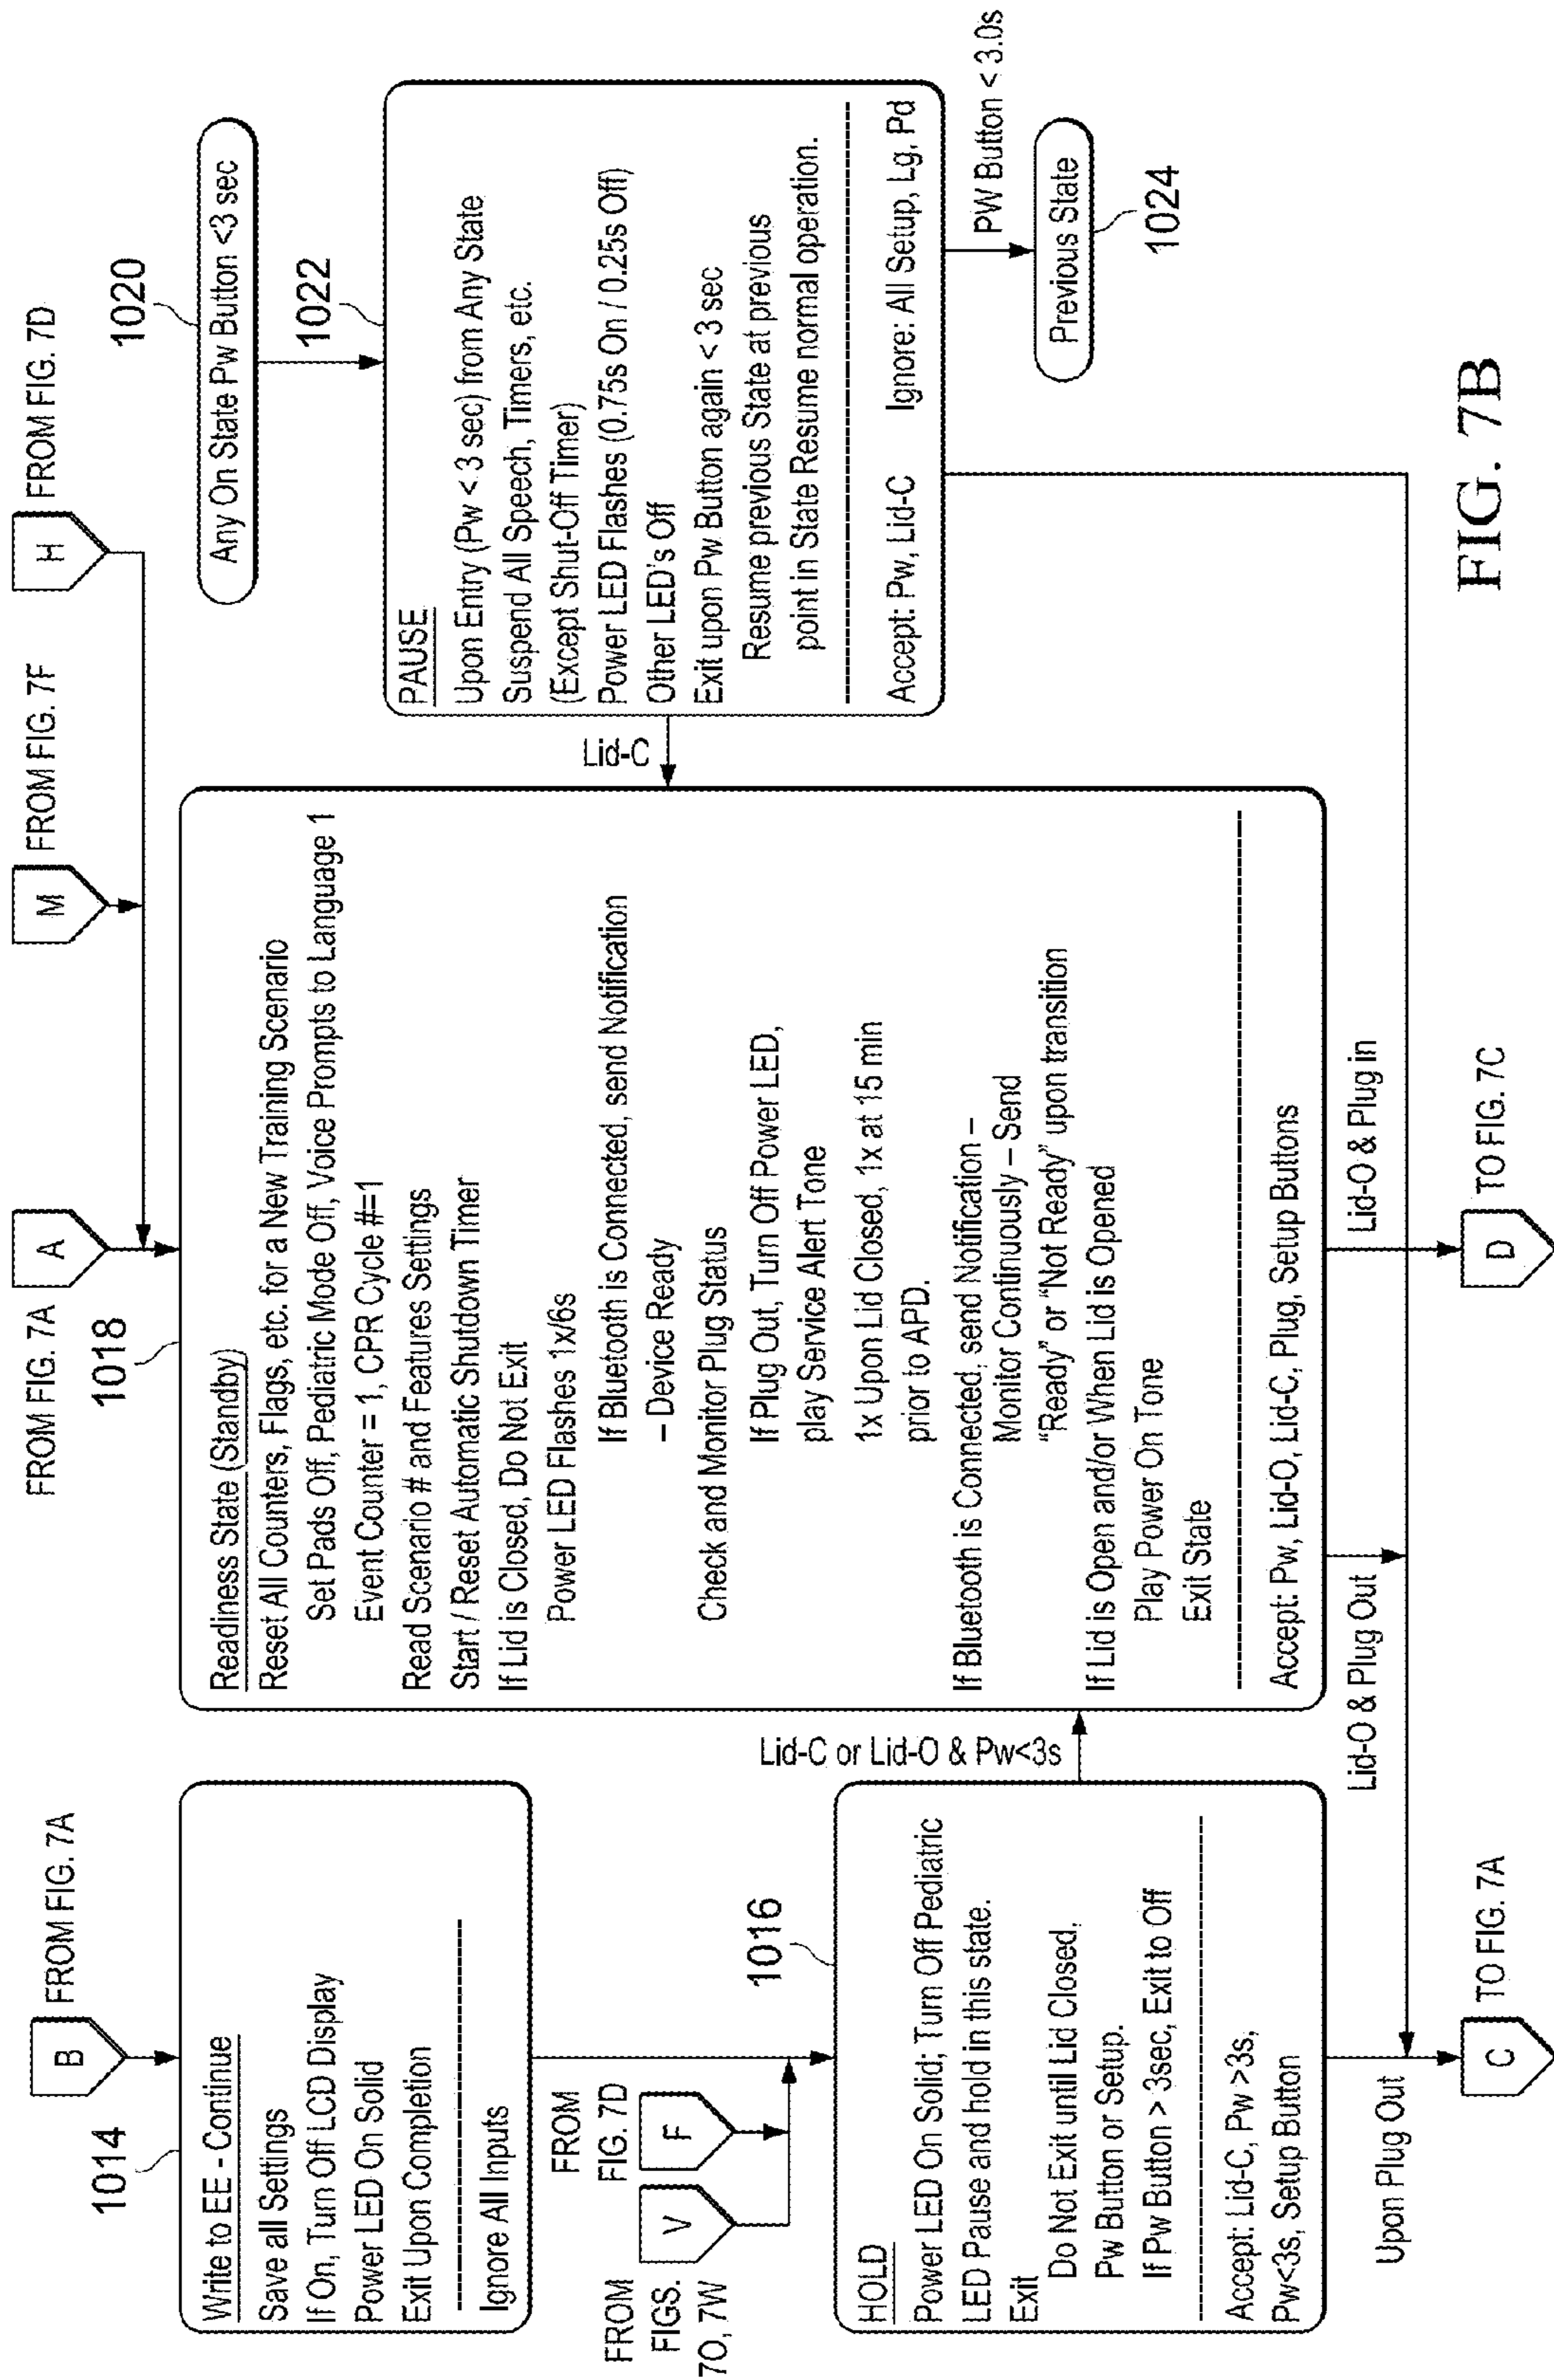 B
FROM FIG. 7A
1014
Write to EE - Continue
Save all Settings
If On, Turn Off LCD Display
Power LED On Solid
Exit Upon Completion
Ignore All Inputs
FROM
FIGS.
7O, 7W
V
FROM
FIG. 7D
F
1016
HOLD
Power LED On Solid; Turn Off Pediatric
LED Pause and hold in this state.
Exit
Do Not Exit until Lid Closed,
Pw Button or Setup.
If Pw Button > 3sec, Exit to Off
Accept: Lid-C, Pw >3s,
Pw<3s, Setup Button
Upon Plug Out
C
TO FIG. 7A
Lid-C or Lid-O & Pw<3s
FROM FIG. 7A
A
M
FROM FIG. 7F
H
FROM FIG. 7D
1018
Readiness State (Standby)
Reset All Counters, Flags, etc. for a New Training Scenario
Set Pads Off, Pediatric Mode Off, Voice Prompts to Language 1
Event Counter = 1, CPR Cycle #=1
Read Scenario # and Features Settings
Start / Reset Automatic Shutdown Timer
If Lid is Closed, Do Not Exit
Power LED Flashes 1x/6s
If Bluetooth is Connected, send Notification
– Device Ready
Check and Monitor Plug Status
If Plug Out, Turn Off Power LED,
play Service Alert Tone
1x Upon Lid Closed, 1x at 15 min
prior to APD.
If Bluetooth is Connected, send Notification –
Monitor Continuously – Send
"Ready" or "Not Ready" upon transition
If Lid is Open and/or When Lid is Opened
Play Power On Tone
Exit State
Accept: Pw, Lid-O, Lid-C, Plug, Setup Buttons
Lid-O & Plug Out
Lid-O & Plug in
D
TO FIG. 7C
Lid-C
1020
Any On State Pw Button <3 sec
1022
PAUSE
Upon Entry (Pw < 3 sec) from Any State
Suspend All Speech, Timers, etc.
(Except Shut-Off Timer)
Power LED Flashes (0.75s On / 0.25s Off)
Other LED's Off
Exit upon Pw Button again < 3 sec
Resume previous State at previous
point in State Resume normal operation.
Accept: Pw, Lid-C Ignore: All Setup, Lg, Pd
PW Button < 3.0s
Previous State
1024
FIG. 7B